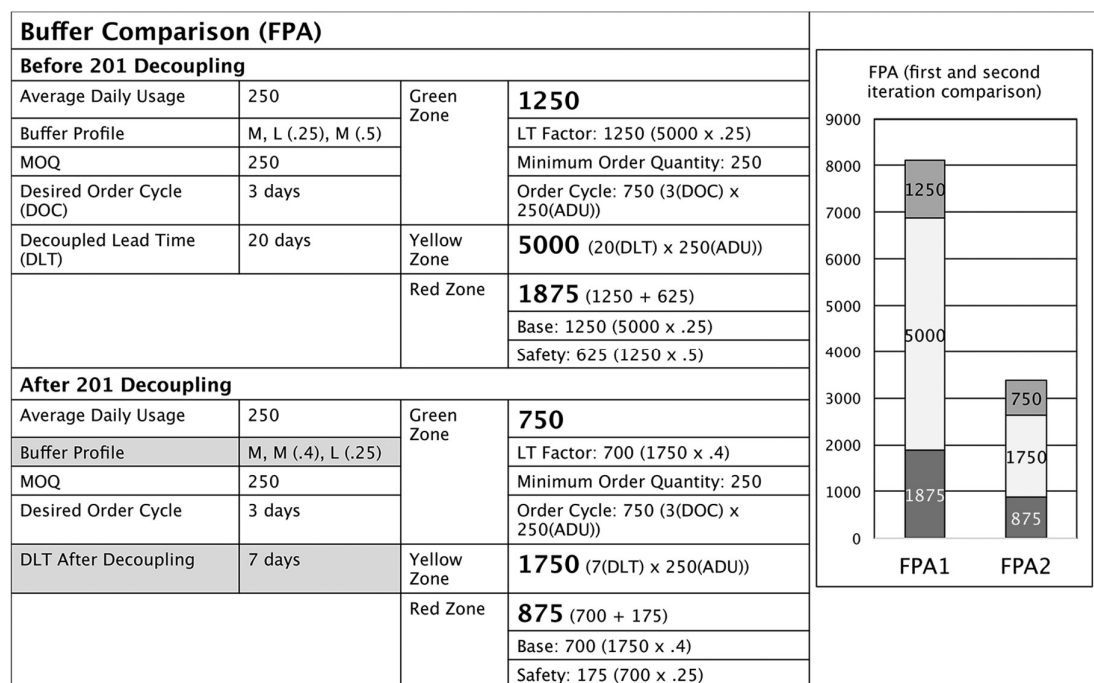 Buffer Comparison (FPA)
Before 201 Decoupling
Average Daily Usage 250 Green Zone 1250
Buffer Profile M, L (.25), M (.5) LT Factor: 1250 (5000 x .25)
MOQ 250 Minimum Order Quantity: 250
Desired Order Cycle (DOC) 3 days Order Cycle: 750 (3(DOC) x 250(ADU))
Decoupled Lead Time (DLT) 20 days Yellow Zone 5000 (20(DLT) x 250(ADU))
Red Zone 1875 (1250 + 625)
Base: 1250 (5000 x .25)
Safety: 625 (1250 x .5)
After 201 Decoupling
Average Daily Usage 250 Green Zone 750
Buffer Profile M, M (.4), L (.25) LT Factor: 700 (1750 x .4)
MOQ 250 Minimum Order Quantity: 250
Desired Order Cycle 3 days Order Cycle: 750 (3(DOC) x 250(ADU))
DLT After Decoupling 7 days Yellow Zone 1750 (7(DLT) x 250(ADU))
Red Zone 875 (700 + 175)
Base: 700 (1750 x .4)
Safety: 175 (700 x .25)
FPA (first and second
iteration comparison)
9000
8000
7000
6000
5000
4000
3000
2000
1000
0
1250
5000
1875
750
1750
875
FPA1 FPA2